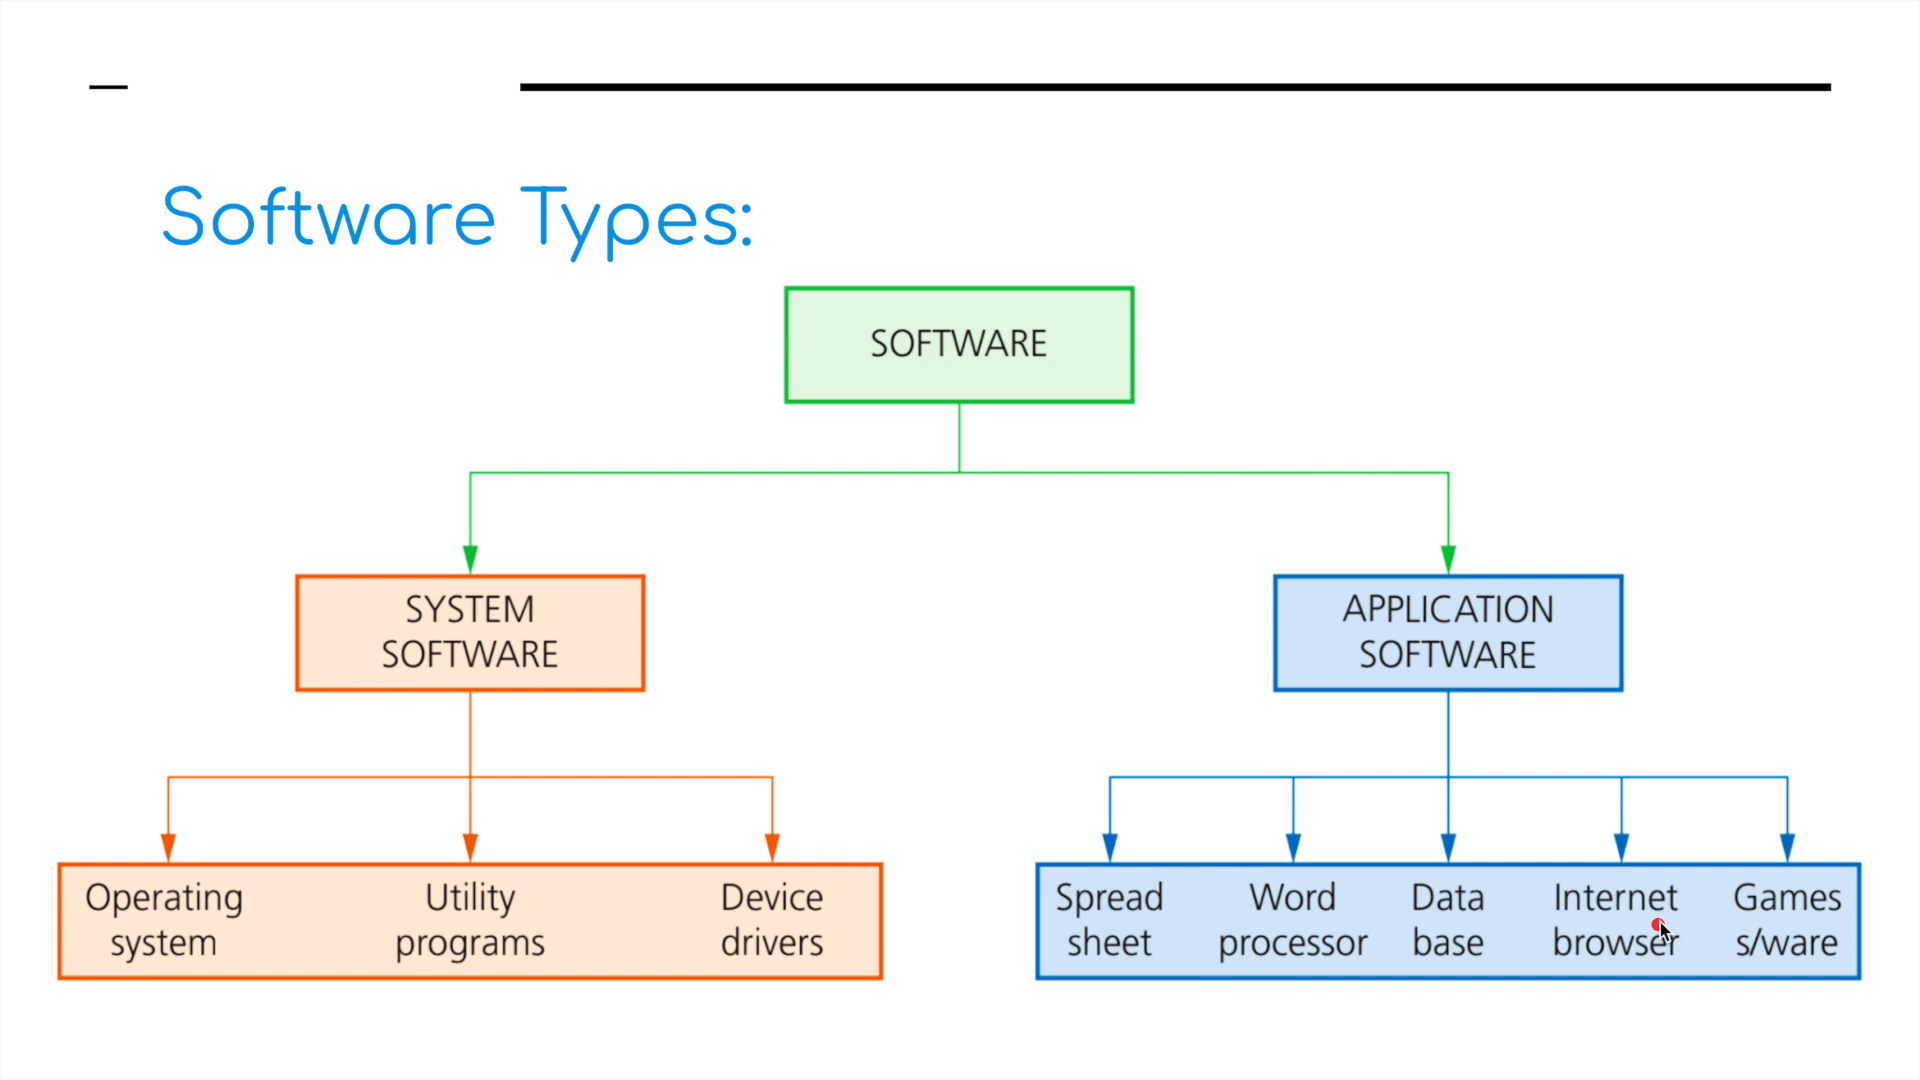 Software Types:
SOFTWARE
SYSTEM
SOFTWARE
APPLICATION
SOFTWARE
Operating
system
Utility
programs
Device
drivers
Spread
sheet
Word
processor
Data
base
Internet
browser
Games
s/ware